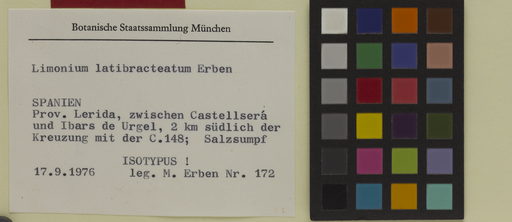 Botanische Staatssammlung München
Limonium latibracteatum Erben
SPANIEN
Prov. Lerida, zwischen Castellserá
und Ibars de Urgel, 2 km südlich der
Kreuzung mit der C.148; Salzsumpf
ISOTYPUS !
17.9.1976 leg. M. Erben Nr. 172